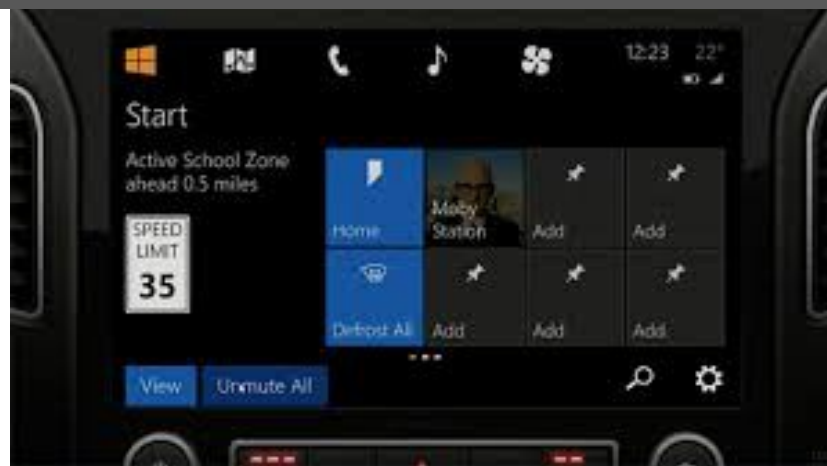 12:23 22°
Start
Active School Zone
ahead 0.5 miles
SPEED
LIMIT
35
Home
Moby
Station
Add
Add
Defrost All
Add
Add
Add
View
Unmute All